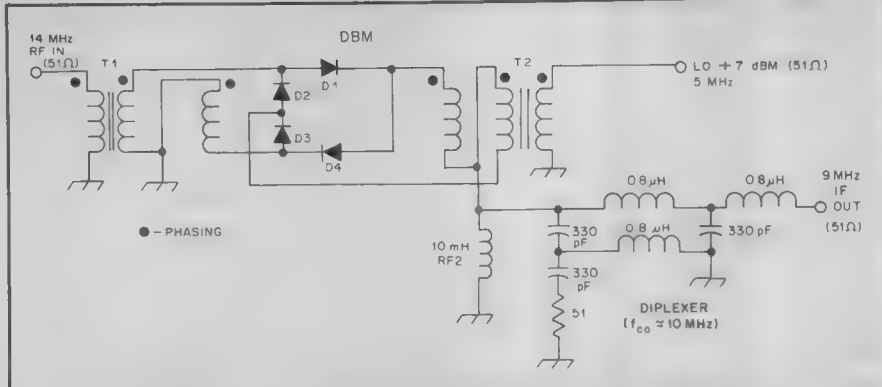 DBM
14 MHz
RF IN
(51Ω)
T1
D1
D2
D3
D4
T2
LO +7 dBM (51Ω)
5 MHz
● - PHASING
10 mH
RF2
330
pF
330
pF
51
0.8 μH
0.8 μH
0.8 μH
330 pF
9 MHz
IF
OUT
(51Ω)
DIPLEXER
(fco ≈ 10 MHz)